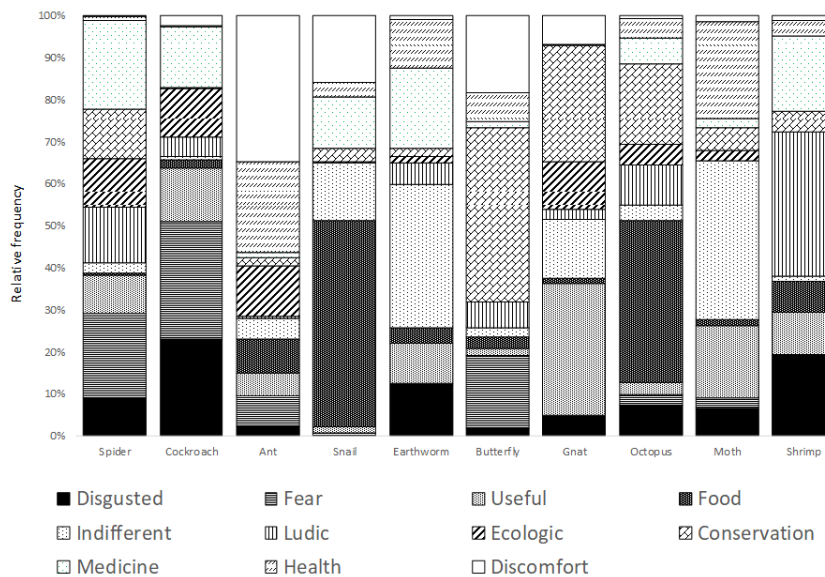 100%
90%
80%
70%
60%
50%
40%
30%
20%
10%
0%
Relative frequency
Spider Cockroach Ant Snail Earthworm Butterfly Gnat Octopus Moth Shrimp
Disgusted Fear Useful Food
Indifferent Ludic Ecologic Conservation
Medicine Health Discomfort